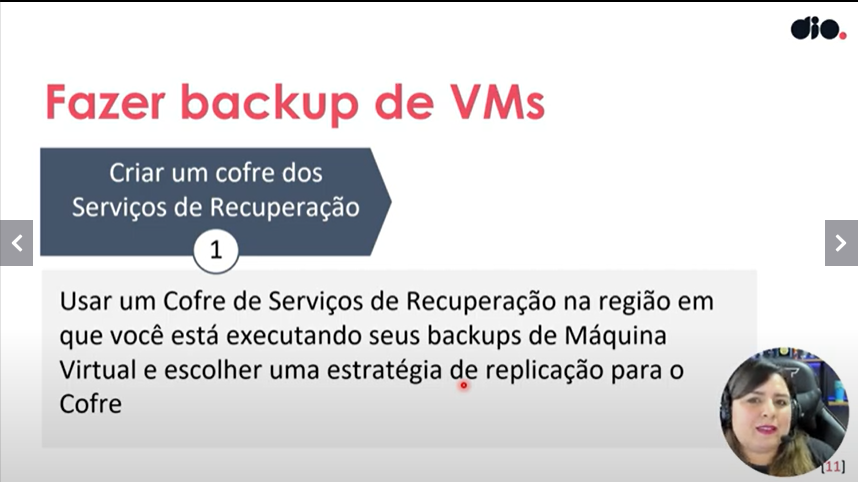 dio.
Fazer backup de VMs
Criar um cofre dos
Serviços de Recuperação
1
Usar um Cofre de Serviços de Recuperação na região em
que você está executando seus backups de Máquina
Virtual e escolher uma estratégia de replicação para o
Cofre
[11]